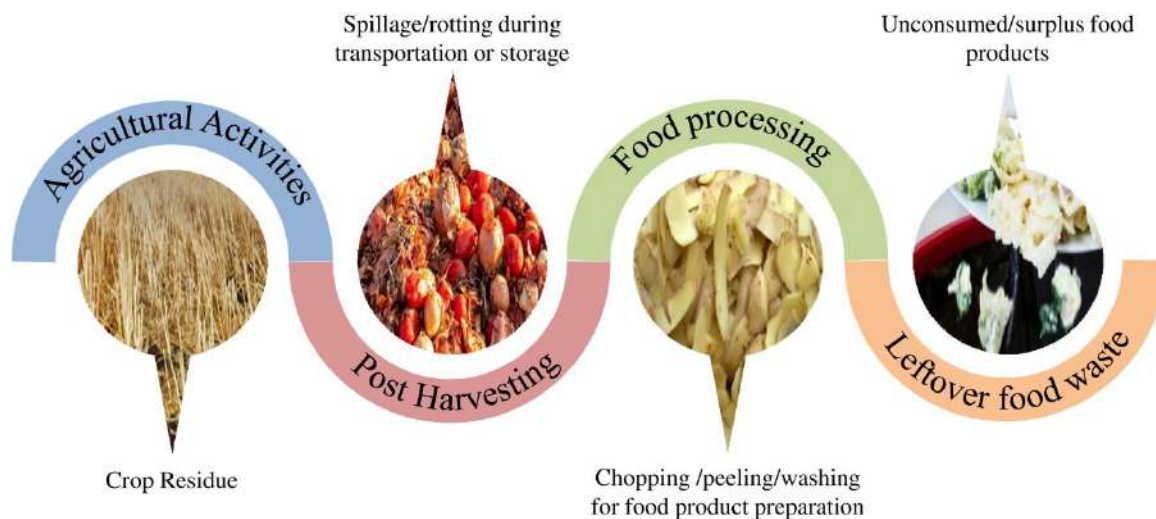 Spillage/rotting during
transportation or storage
Unconsumed/surplus food
products
Agricultural Activities
Post Harvesting
Food processing
Leftover food waste
Crop Residue
Chopping /peeling/washing
for food product preparation